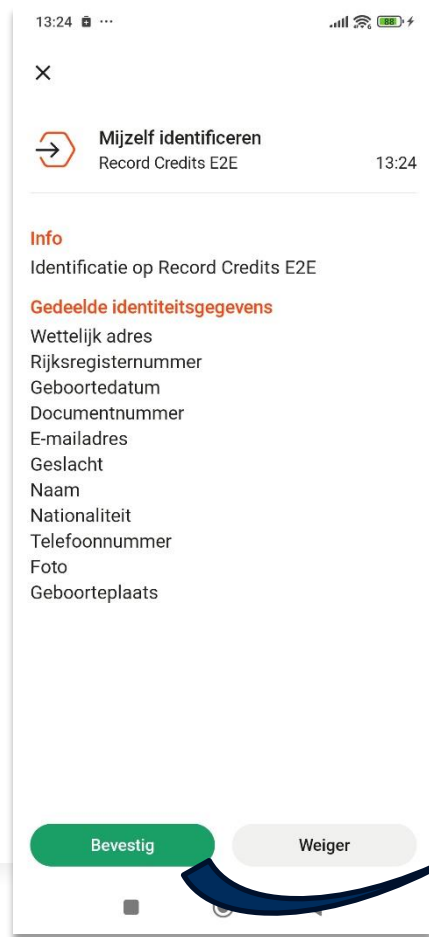 13:24 ...
88
Mijzelf identificeren
Record Credits E2E 13:24
Info
Identificatie op Record Credits E2E
Gedeelde identiteitsgegevens
Wettelijk adres
Rijksregisternummer
Geboortedatum
Documentnummer
E-mailadres
Geslacht
Naam
Nationaliteit
Telefoonnummer
Foto
Geboorteplaats
Bevestig Weiger